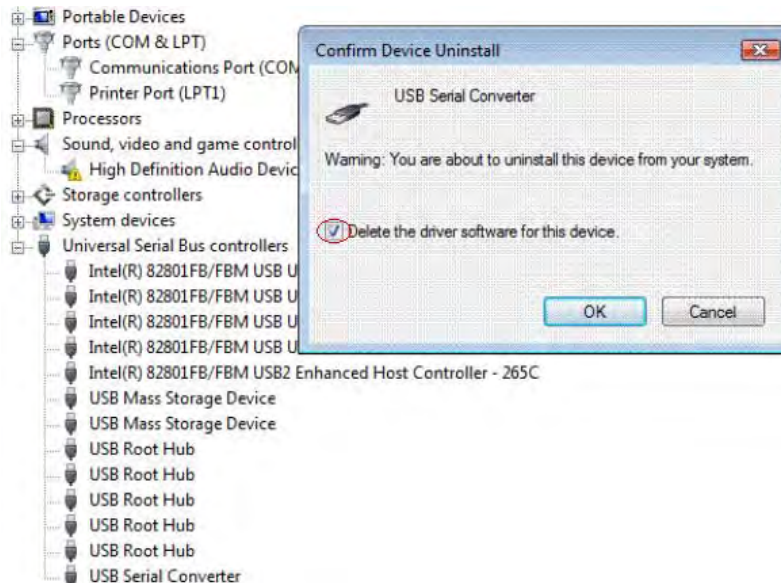 Portable Devices
Ports (COM & LPT)
Communications Port (COM
Printer Port (LPT1)
Processors
Sound, video and game control
High Definition Audio Devic
Storage controllers
System devices
Universal Serial Bus controllers
Intel(R) 82801FB/FBM USB U
Intel(R) 82801FB/FBM USB U
Intel(R) 82801FB/FBM USB U
Intel(R) 82801FB/FBM USB U
Intel(R) 82801FB/FBM USB2 Enhanced Host Controller - 265C
USB Mass Storage Device
USB Mass Storage Device
USB Root Hub
USB Root Hub
USB Root Hub
USB Root Hub
USB Root Hub
USB Serial Converter
Confirm Device Uninstall
USB Serial Converter
Warning: You are about to uninstall this device from your system.
Delete the driver software for this device.
OK Cancel